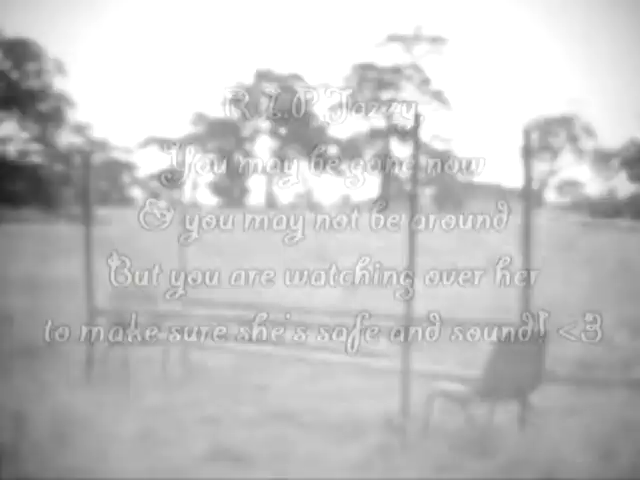 R.I.P Jazzy
You may be gone now
& you may not be around
But you are watching over her
to make sure she's safe and sound! <3